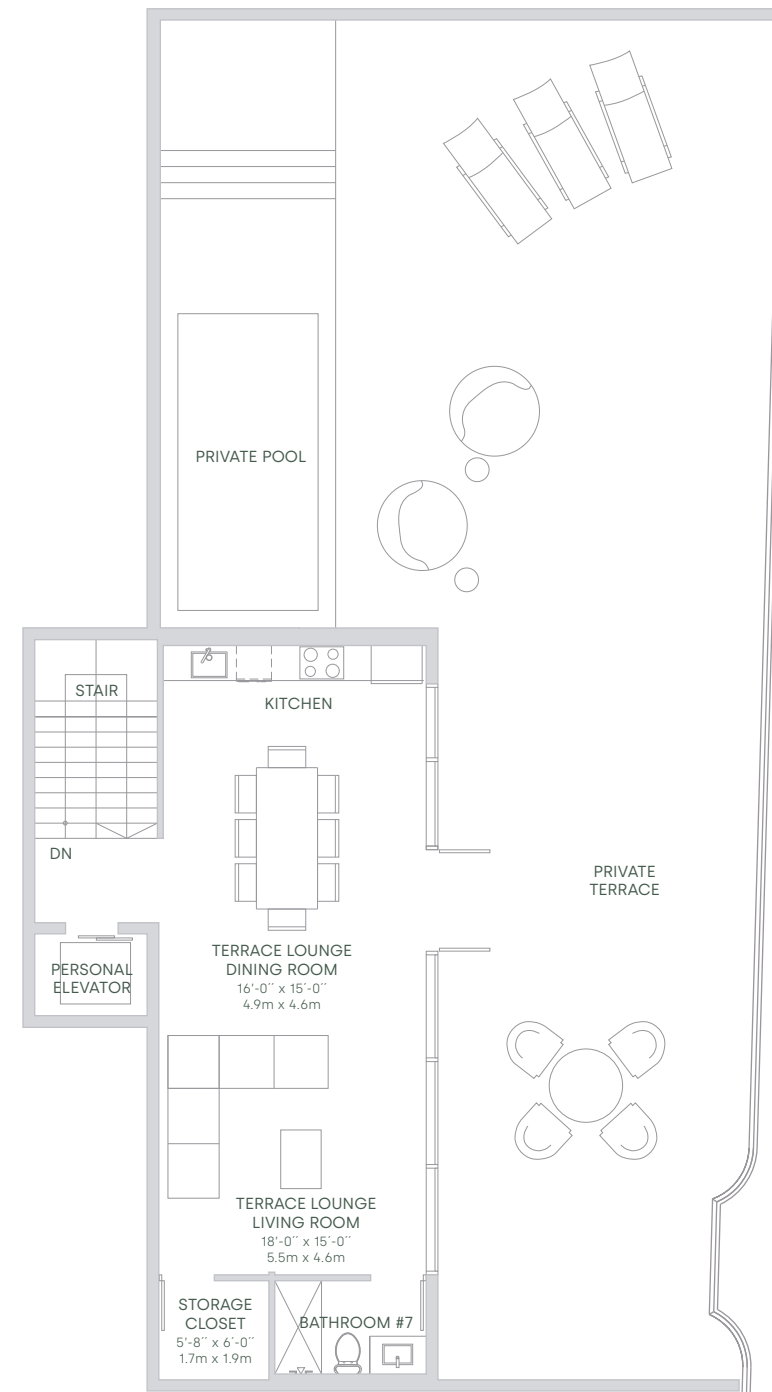 PRIVATE POOL
STAIR
KITCHEN
DN
PRIVATE
TERRACE
TERRACE LOUNGE
DINING ROOM
16'-0´´ x 15´-0´´
4.9m x 4.6m
PERSONAL
ELEVATOR
TERRACE LOUNGE
LIVING ROOM
18'-0´´ x 15´-0´´
5.5m x 4.6m
STORAGE
CLOSET
5'-8´´ x 6´-0´´
1.7m x 1.9m
BATHROOM #7